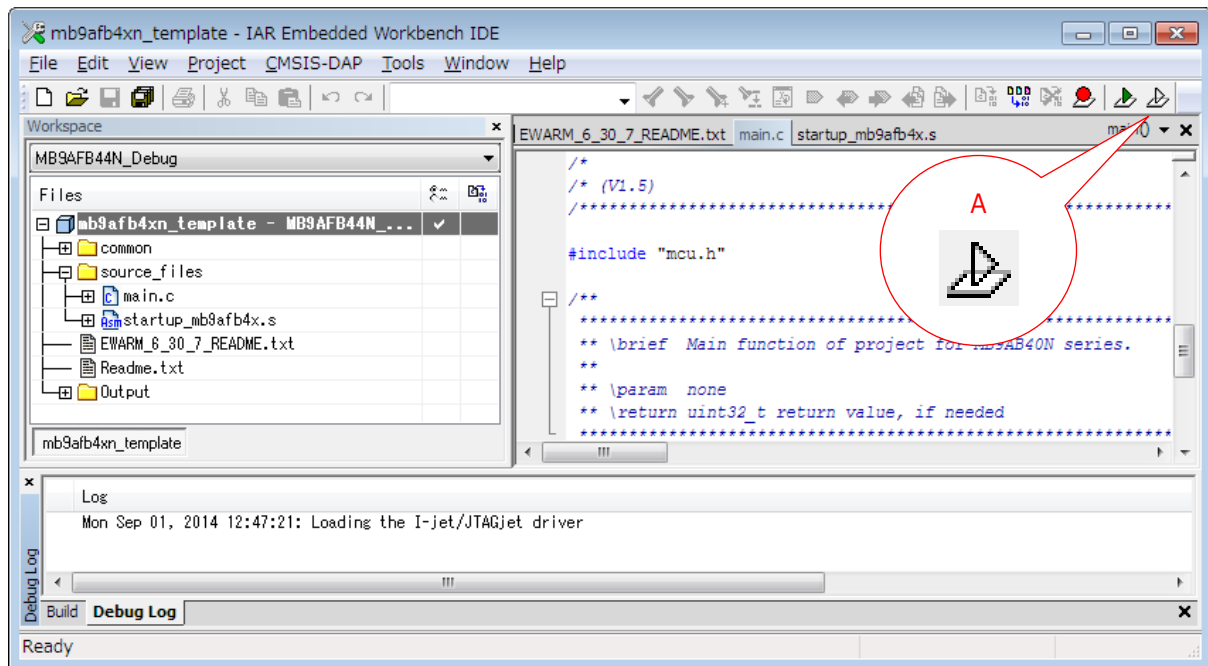 mb9afb4xn_template - IAR Embedded Workbench IDE
File Edit View Project CMSIS-DAP Tools Window Help
Workspace
MB9AFB44N_Debug
Files
mb9afb4xn_template - MB9AFB44N_...
common
source_files
main.c
startup_mb9afb4x.s
EWARM_6_30_7_README.txt
Readme.txt
Output
mb9afb4xn_template
EWARM_6_30_7_README.txt main.c startup_mb9afb4x.s
/*
/* (V1.5)
/************************************
#include "mcu.h"
/**
************************************
** \brief Main function of project for MB9AB40N series.
**
** \param none
** \return uint32_t return value, if needed
************************************
A
Log
Mon Sep 01, 2014 12:47:21: Loading the I-jet/JTAGjet driver
Debug Log
Build Debug Log
Ready